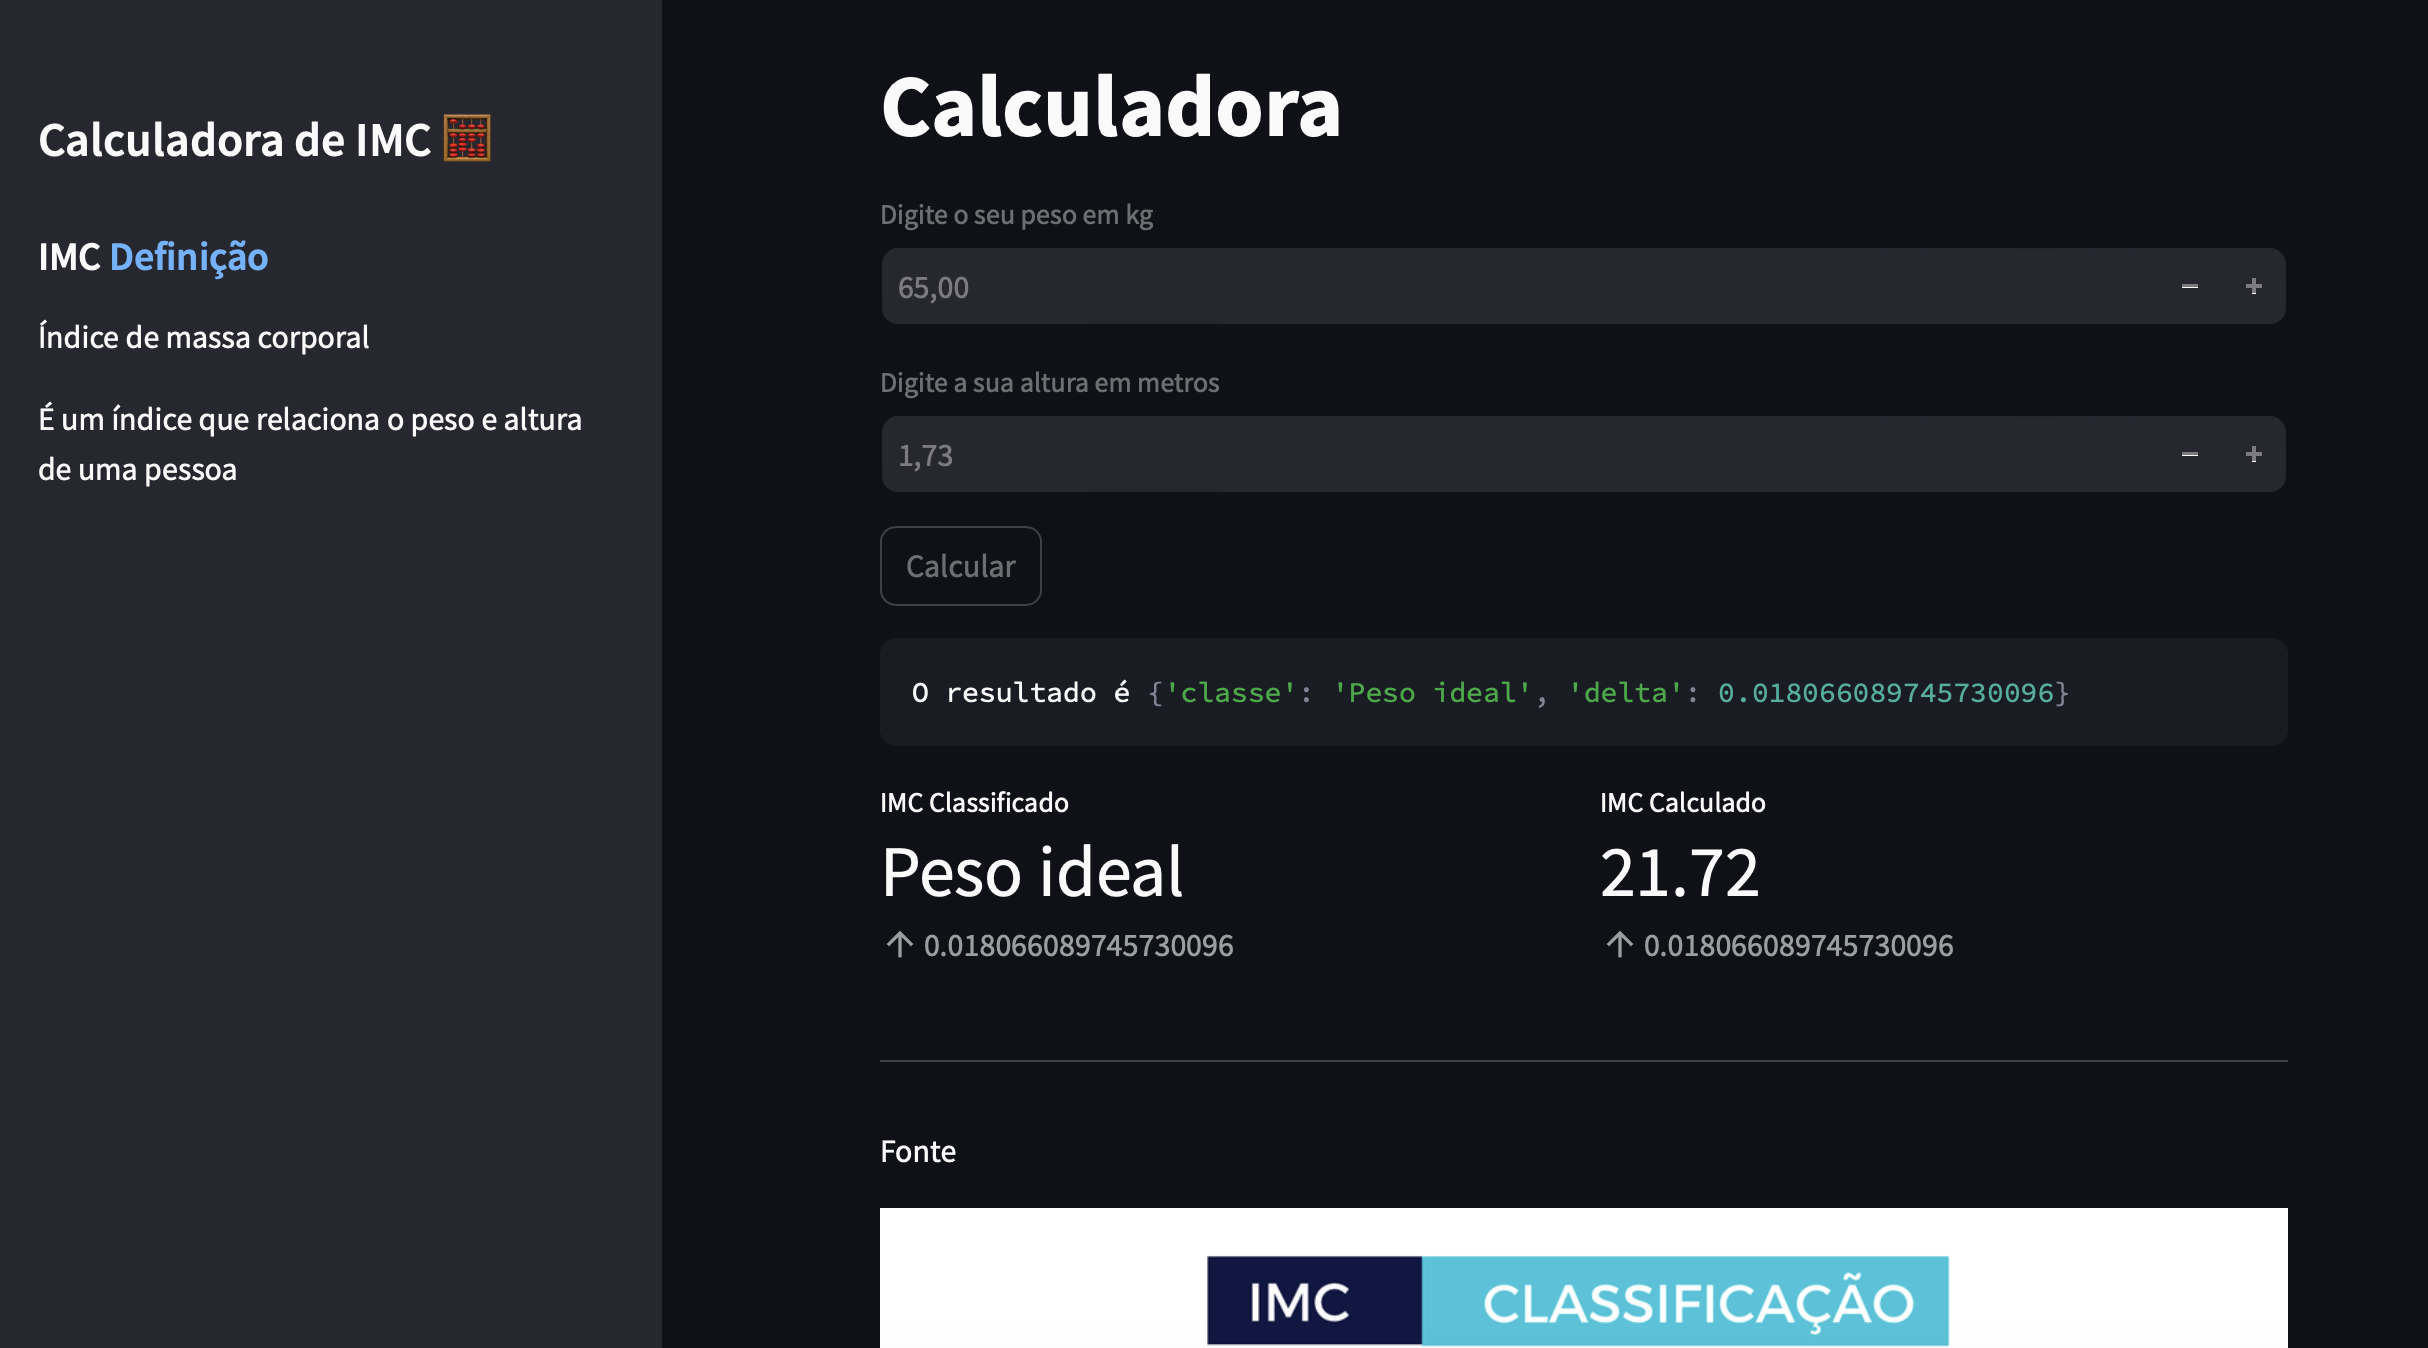 Calculadora de IMC
IMC Definição
Índice de massa corporal
É um índice que relaciona o peso e altura
de uma pessoa
Calculadora
Digite o seu peso em kg
65,00
Digite a sua altura em metros
1,73
Calcular
O resultado é {'classe': 'Peso ideal', 'delta': 0.018066089745730096}
IMC Classificado
Peso ideal
↑ 0.018066089745730096
IMC Calculado
21.72
↑ 0.018066089745730096
Fonte
IMC CLASSIFICAÇÃO